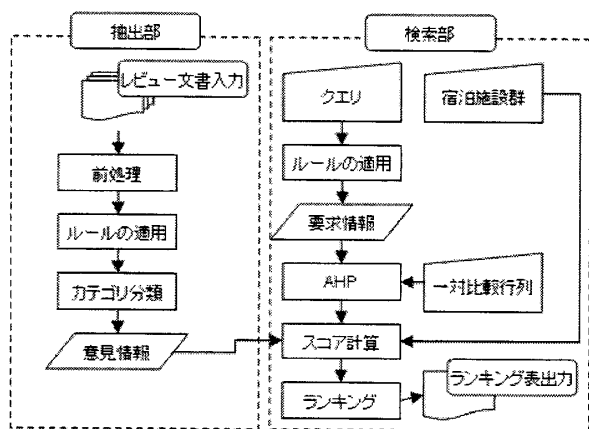 抽出部
レビュー文書入力
前処理
ルールの適用
カテゴリ分類
意見情報
検索部
クエリ
宿泊施設群
ルールの適用
要求情報
AHP
一対比較行列
スコア計算
ランキング
ランキング表出力